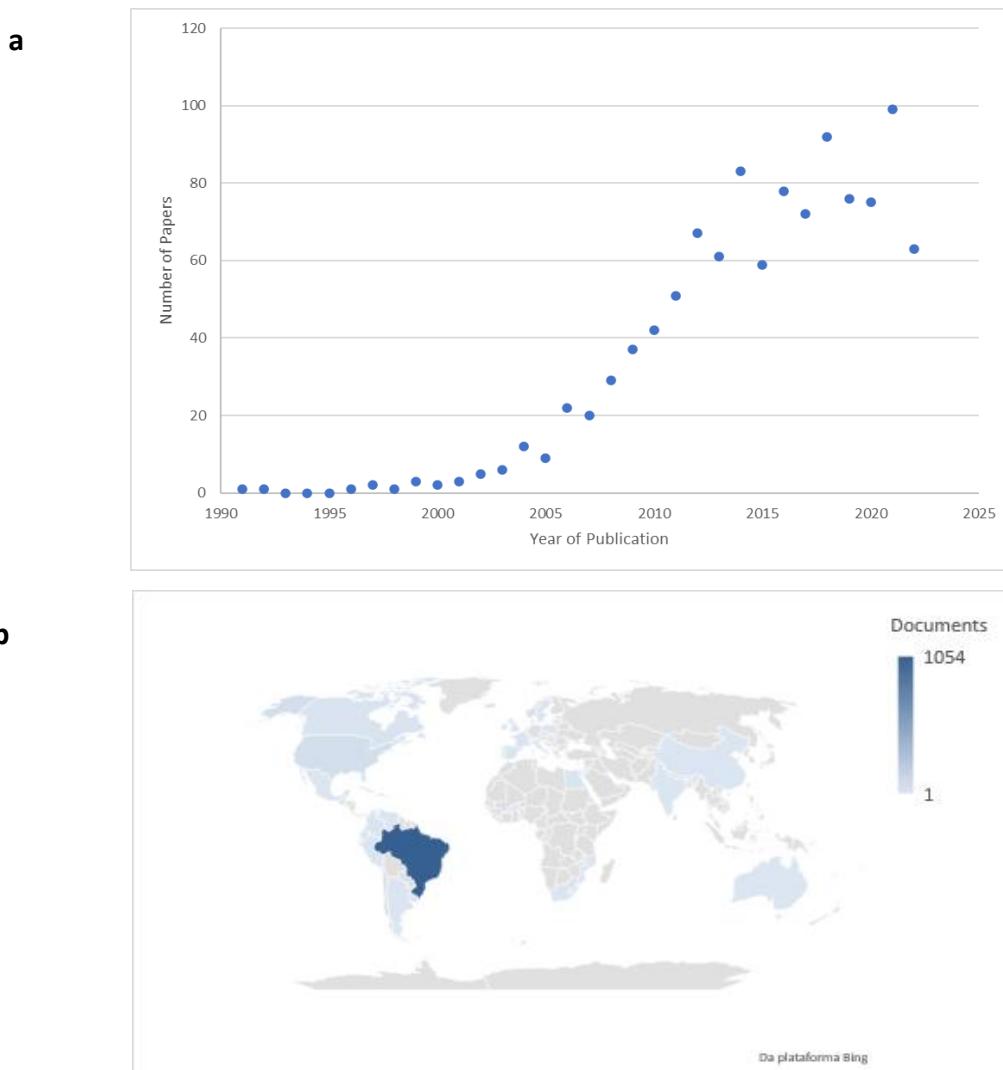 a
120
100
80
60
40
20
0
Number of Papers
1990 1995 2000 2005 2010 2015 2020 2025
Year of Publication
b
Documents
1054
1
Da plataforma Bing